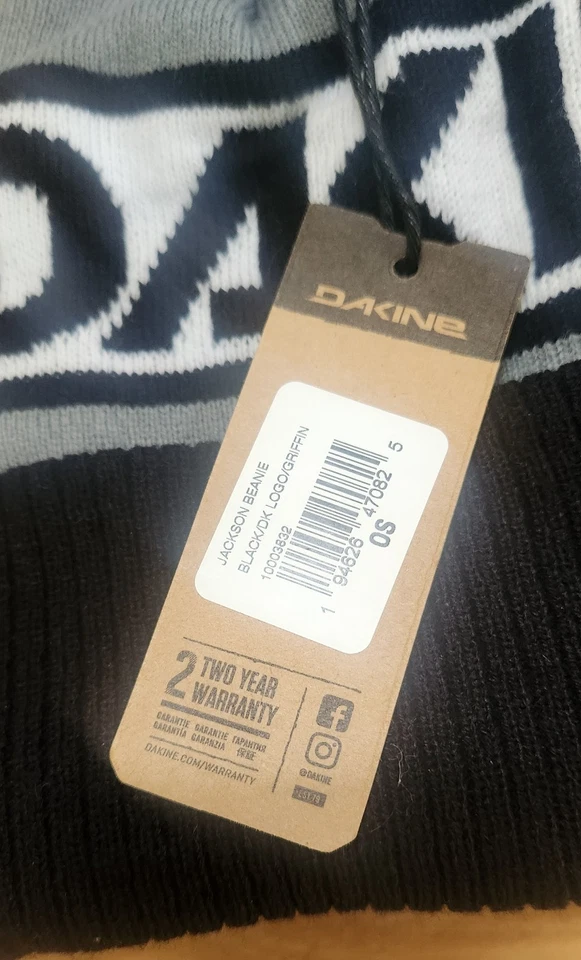 DAKI
DAKINE
JACKSON BEANIE
BLACK/DK LOGO/GRIFFIN
10003832
1 94626 47082 5
OS
2 TWO YEAR
WARRANTY
GARANTIE GARANTIE ГАРАНТИЯ
GARANTÍA GARANZIA
DAKINE.COM/WARRANTY
@DAKINE